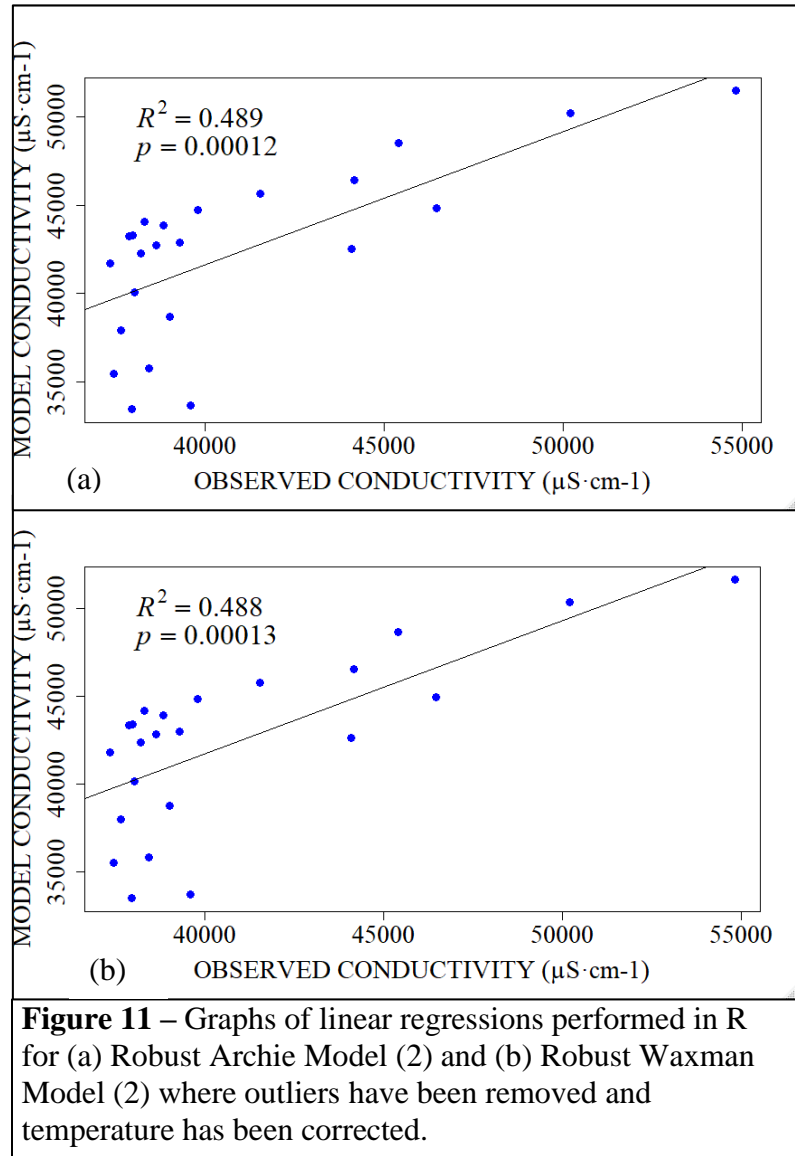 R² = 0.489
p = 0.00012
MODEL CONDUCTIVITY (µS·cm-1)
50000
45000
40000
35000
40000 45000 50000 55000
(a) OBSERVED CONDUCTIVITY (µS·cm-1)
R² = 0.488
p = 0.00013
MODEL CONDUCTIVITY (µS·cm-1)
50000
45000
40000
35000
40000 45000 50000 55000
(b) OBSERVED CONDUCTIVITY (µS·cm-1)
Figure 11 – Graphs of linear regressions performed in R
for (a) Robust Archie Model (2) and (b) Robust Waxman
Model (2) where outliers have been removed and
temperature has been corrected.